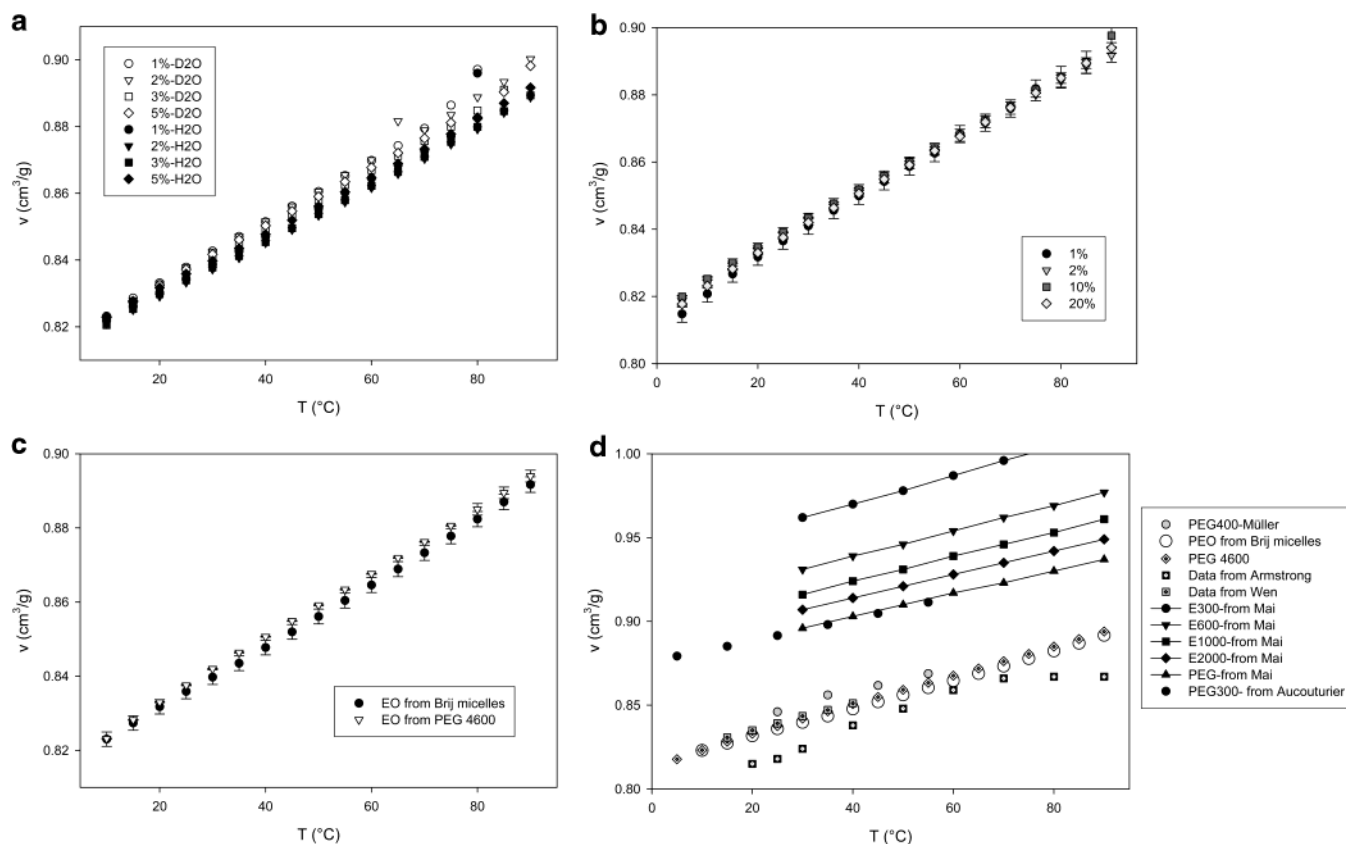 a
0.90
0.88
0.86
0.84
0.82
v (cm³/g)
1%-D2O
2%-D2O
3%-D2O
5%-D2O
1%-H2O
2%-H2O
3%-H2O
5%-H2O
20 40 60 80
T (°C)
b
0.90
0.88
0.86
0.84
0.82
0.80
v (cm³/g)
1%
2%
10%
20%
0 20 40 60 80
T (°C)
c
0.90
0.88
0.86
0.84
0.82
v (cm³/g)
EO from Brij micelles
EO from PEG 4600
20 40 60 80
T (°C)
d
1.00
0.95
0.90
0.85
0.80
v (cm³/g)
0 20 40 60 80
T (°C)
PEG400-Müller
PEO from Brij micelles
PEG 4600
Data from Armstrong
Data from Wen
E300-from Mai
E600-from Mai
E1000-from Mai
E2000-from Mai
PEG-from Mai
PEG300- from Aucouturier